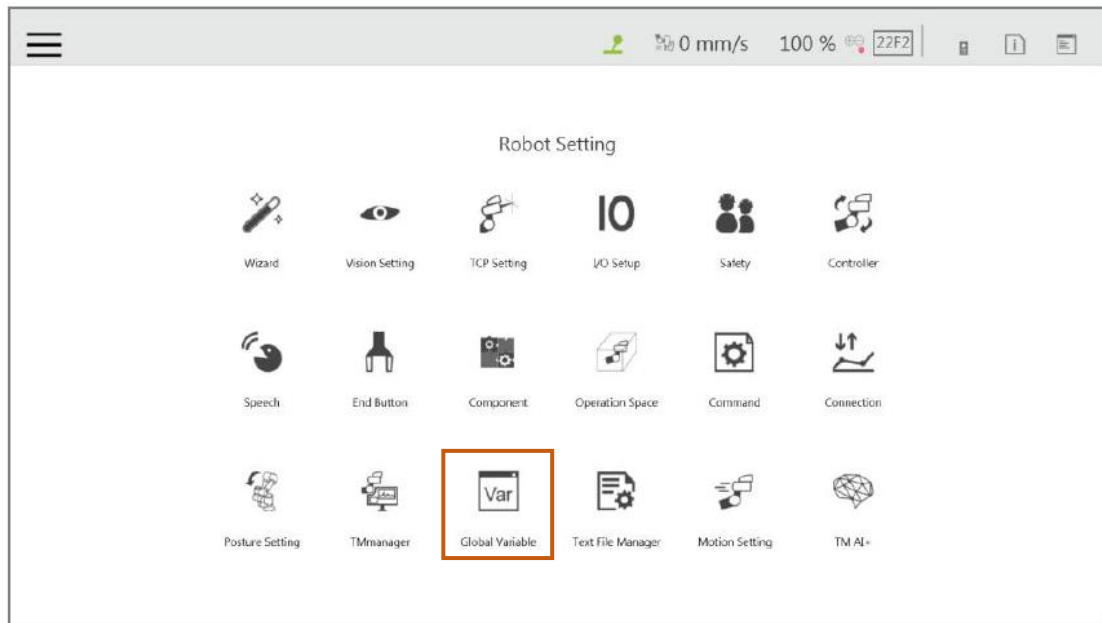 0 mm/s 100 % 22F2
Robot Setting
Wizard Vision Setting TCP Setting I/O Setup Safety Controller
Speech End Button Component Operation Space Command Connection
Var
Posture Setting TMmanager Global Variable Text File Manager Motion Setting TM AI+